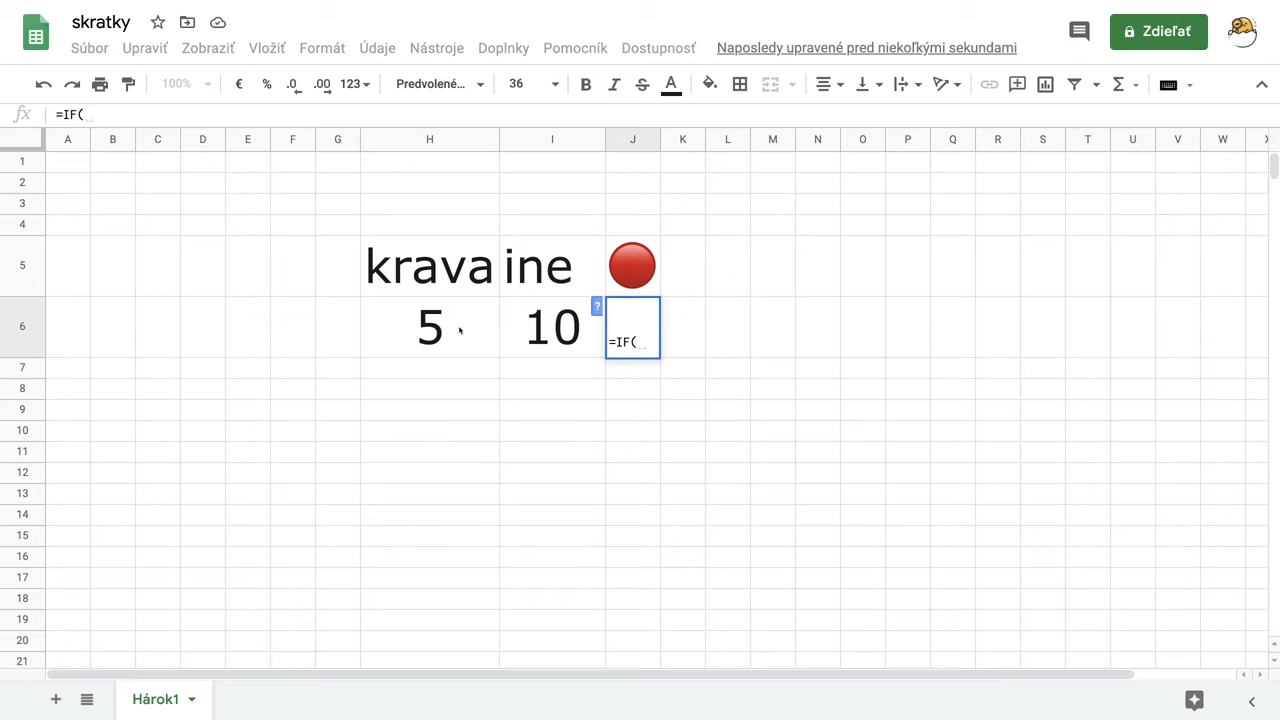 skratky
Súbor Upraviť Zobraziť Vložiť Formát Údaje Nástroje Doplnky Pomocník Dostupnosť Naposledy upravené pred niekoľkými sekundami
Zdieľať
100% € % .0 .00 123 Predvolené... 36 B I S A
fx =IF(
A B C D E F G H I J K L M N O P Q R S T U V W X
1
2
3
4
5 krava ine
6 5 10 ? =IF(
7
8
9
10
11
12
13
14
15
16
17
18
19
20
21
Hárok1